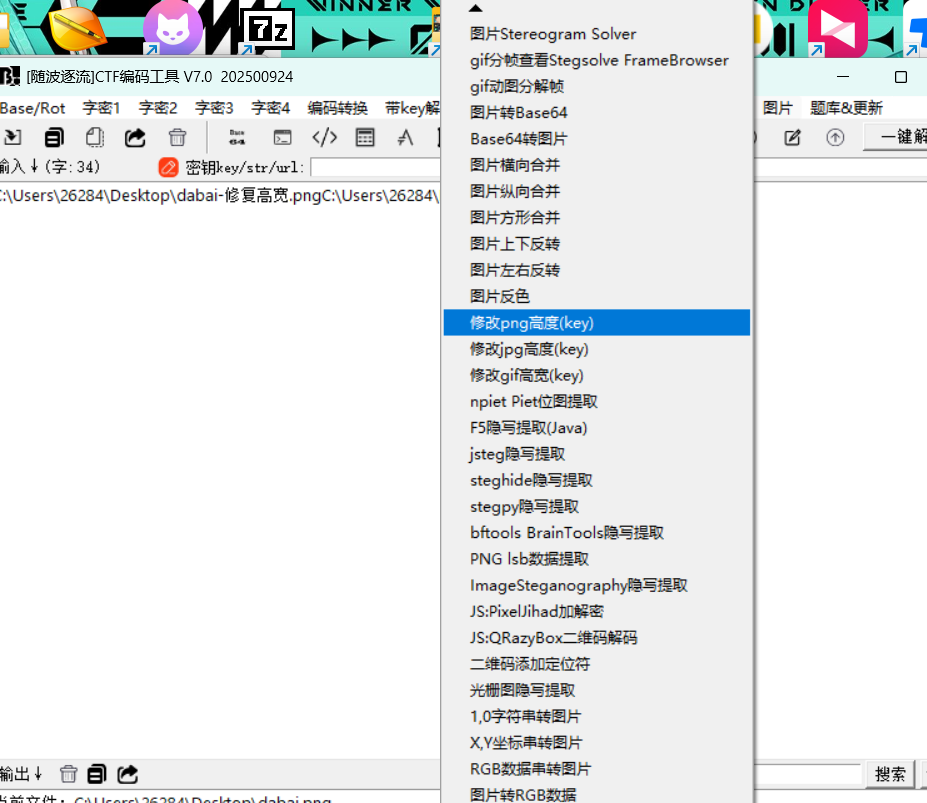 WINNER
7z
[随波逐流]CTF编码工具 V7.0 202500924
Base/Rot 字密1 字密2 字密3 字密4 编码转换 带key解 图片 题库&更新
Base 64
</>
一键解
输入↓(字: 34) 密钥key/str/url:
C:\Users\26284\Desktop\dabai-修复高宽.pngC:\Users\26284\
图片Stereogram Solver
gif分帧查看Stegsolve FrameBrowser
gif动图分解帧
图片转Base64
Base64转图片
图片横向合并
图片纵向合并
图片方形合并
图片上下反转
图片左右反转
图片反色
修改png高度(key)
修改jpg高度(key)
修改gif高宽(key)
npiet Piet位图提取
F5隐写提取(Java)
jsteg隐写提取
steghide隐写提取
stegpy隐写提取
bftools BrainTools隐写提取
PNG lsb数据提取
ImageSteganography隐写提取
JS:PixelJihad加解密
JS:QRazyBox二维码解码
二维码添加定位符
光栅图隐写提取
1,0字符串转图片
X,Y坐标串转图片
RGB数据串转图片
图片转RGB数据
输出↓ 搜索
当前文件: C:\Users\26284\Desktop\dabai.png